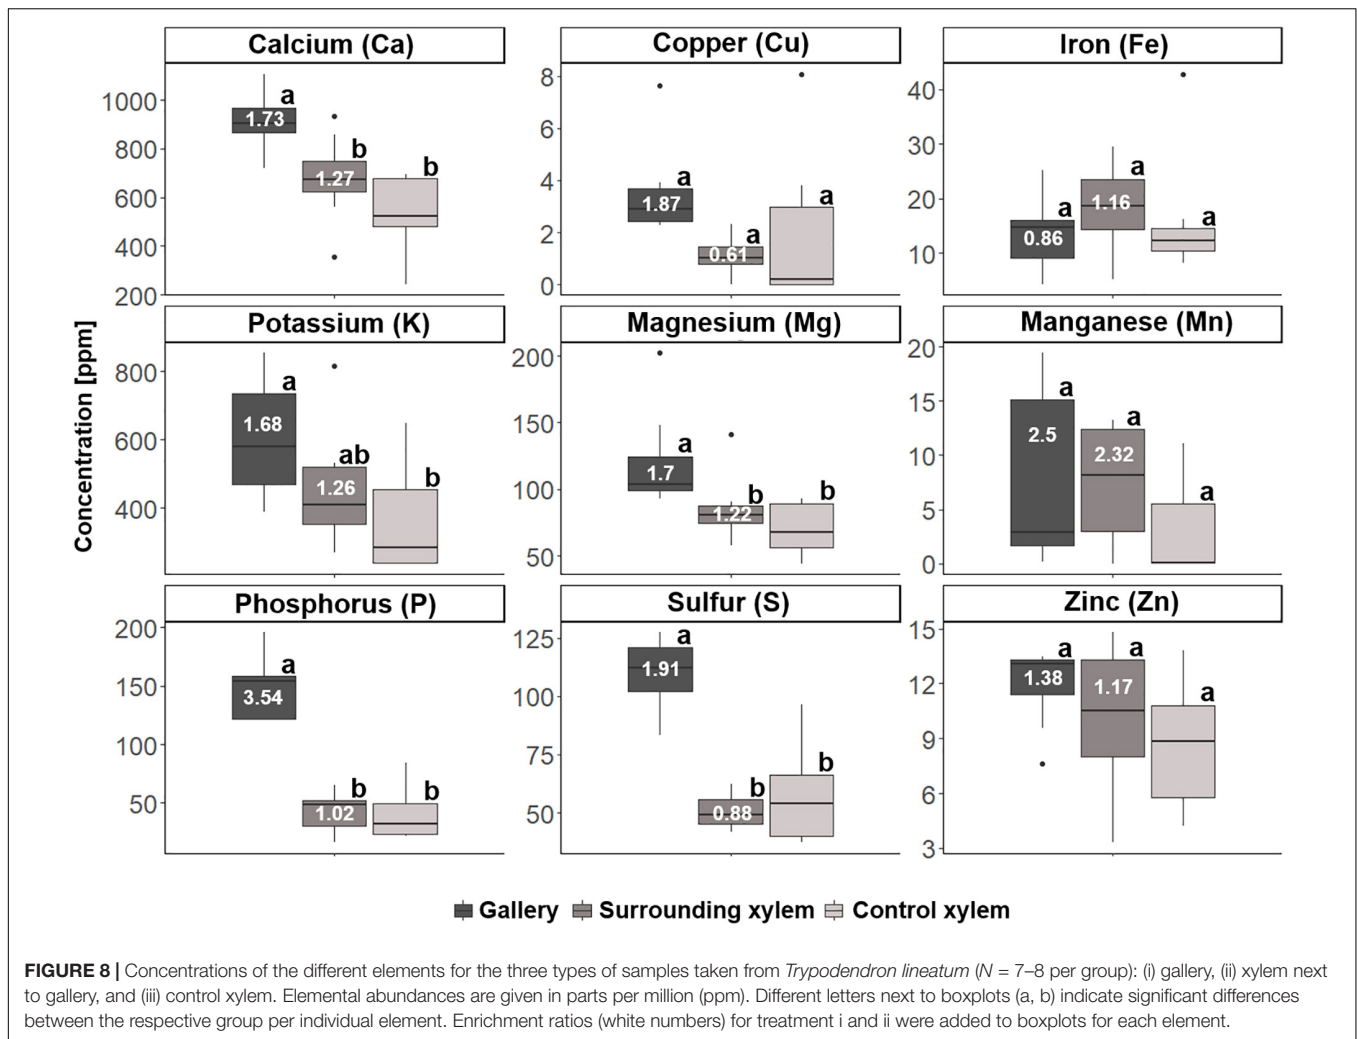 Calcium (Ca)
Copper (Cu)
Iron (Fe)
1000
800
600
400
200
a
1.73
b
1.27
b
8
6
4
2
0
a
1.87
a
0.61
a
40
30
20
10
a
0.86
a
1.16
a
Concentration [ppm]
Potassium (K)
Magnesium (Mg)
Manganese (Mn)
800
600
400
a
1.68
ab
1.26
b
200
150
100
50
a
1.7
b
1.22
b
20
15
10
5
0
a
2.5
a
2.32
a
Phosphorus (P)
Sulfur (S)
Zinc (Zn)
200
150
100
50
a
3.54
b
1.02
b
125
100
75
50
a
1.91
b
0.88
b
15
12
9
6
3
a
1.38
a
1.17
a
Gallery Surrounding xylem Control xylem
FIGURE 8 | Concentrations of the different elements for the three types of samples taken from Trypodendron lineatum (N = 7–8 per group): (i) gallery, (ii) xylem next
to gallery, and (iii) control xylem. Elemental abundances are given in parts per million (ppm). Different letters next to boxplots (a, b) indicate significant differences
between the respective group per individual element. Enrichment ratios (white numbers) for treatment i and ii were added to boxplots for each element.